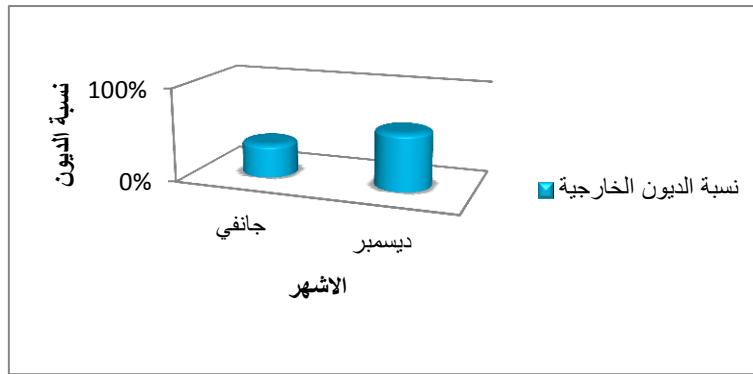 نسبة الديون
100%
0%
جانفي
ديسمبر
الاشهر
نسبة الديون الخارجية